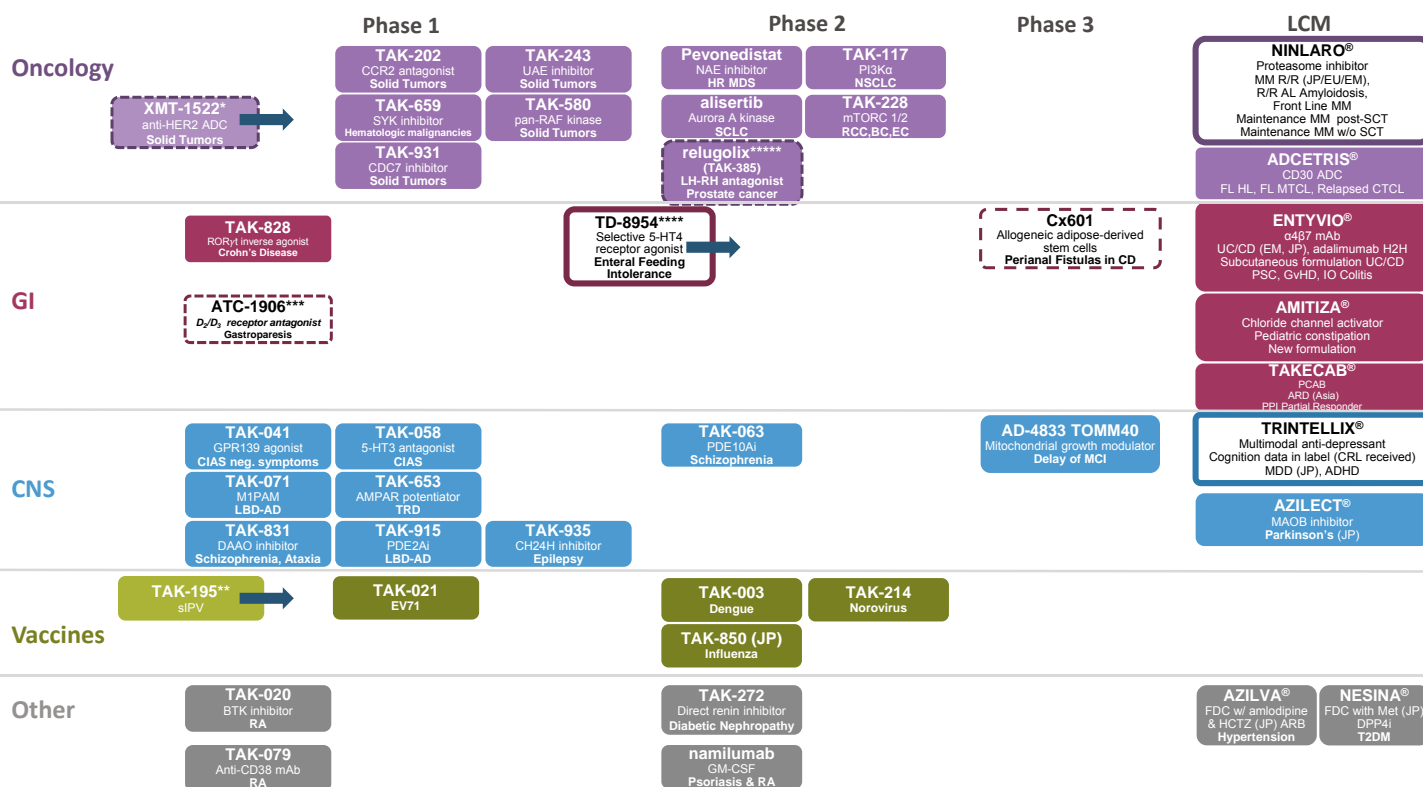 Phase 1
Phase 2
Phase 3
LCM
Oncology
XMT-1522*
anti-HER2 ADC
Solid Tumors
TAK-202
CCR2 antagonist
Solid Tumors
TAK-243
UAE inhibitor
Solid Tumors
TAK-659
SYK inhibitor
Hematologic malignancies
TAK-580
pan-RAF kinase
Solid Tumors
TAK-931
CDC7 inhibitor
Solid Tumors
Pevonedistat
NAE inhibitor
HR MDS
TAK-117
PI3Kα
NSCLC
alisertib
Aurora A kinase
SCLC
TAK-228
mTORC 1/2
RCC,BC,EC
relugolix*****
(TAK-385)
LH-RH antagonist
Prostate cancer
NINLARO®
Proteasome inhibitor
MM R/R (JP/EU/EM),
R/R AL Amyloidosis,
Front Line MM
Maintenance MM post-SCT
Maintenance MM w/o SCT
ADCETRIS®
CD30 ADC
FL HL, FL MTCL, Relapsed CTCL
GI
TAK-828
RORγt inverse agonist
Crohn's Disease
ATC-1906***
D2/D3 receptor antagonist
Gastroparesis
TD-8954****
Selective 5-HT4
receptor agonist
Enteral Feeding
Intolerance
Cx601
Allogeneic adipose-derived
stem cells
Perianal Fistulas in CD
ENTYVIO®
α4β7 mAb
UC/CD (EM, JP), adalimumab H2H
Subcutaneous formulation UC/CD
PSC, GvHD, IO Colitis
AMITIZA®
Chloride channel activator
Pediatric constipation
New formulation
TAKECAB®
PCAB
ARD (Asia)
PPI Partial Responder
CNS
TAK-041
GPR139 agonist
CIAS neg. symptoms
TAK-058
5-HT3 antagonist
CIAS
TAK-071
M1PAM
LBD-AD
TAK-653
AMPAR potentiator
TRD
TAK-831
DAAO inhibitor
Schizophrenia, Ataxia
TAK-915
PDE2Ai
LBD-AD
TAK-935
CH24H inhibitor
Epilepsy
TAK-063
PDE10Ai
Schizophrenia
AD-4833 TOMM40
Mitochondrial growth modulator
Delay of MCI
TRINTELLIX®
Multimodal anti-depressant
Cognition data in label (CRL received)
MDD (JP), ADHD
AZILECT®
MAOB inhibitor
Parkinson's (JP)
Vaccines
TAK-195**
sIPV
TAK-021
EV71
TAK-003
Dengue
TAK-214
Norovirus
TAK-850 (JP)
Influenza
Other
TAK-020
BTK inhibitor
RA
TAK-079
Anti-CD38 mAb
RA
TAK-272
Direct renin inhibitor
Diabetic Nephropathy
namilumab
GM-CSF
Psoriasis & RA
AZILVA®
FDC w/ amlodipine
& HCTZ (JP) ARB
Hypertension
NESINA®
FDC with Met (JP)
DPP4i
T2DM